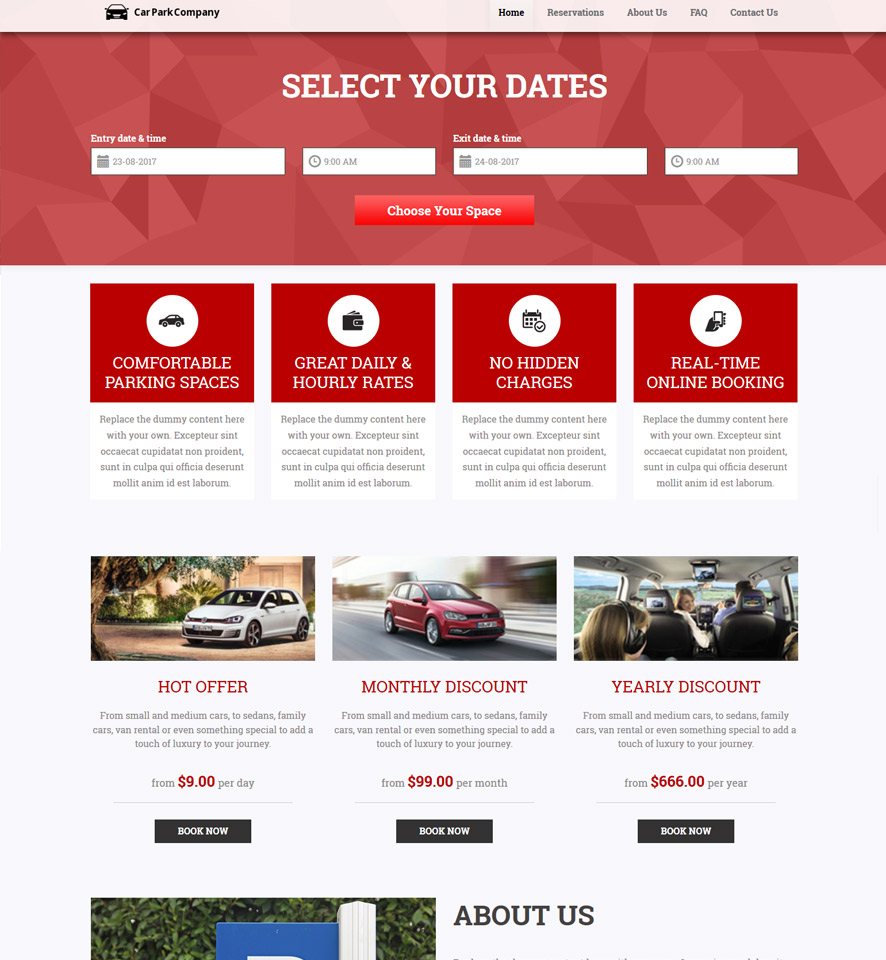 Car Park Company
Home
Reservations
About Us
FAQ
Contact Us
SELECT YOUR DATES
Entry date & time
Exit date & time
23-08-2017
9:00 AM
24-08-2017
9:00 AM
Choose Your Space
COMFORTABLE
PARKING SPACES
Replace the dummy content here
with your own. Excepteur sint
occaecat cupidatat non proident,
sunt in culpa qui officia deserunt
mollit anim id est laborum.
GREAT DAILY &
HOURLY RATES
Replace the dummy content here
with your own. Excepteur sint
occaecat cupidatat non proident,
sunt in culpa qui officia deserunt
mollit anim id est laborum.
NO HIDDEN
CHARGES
Replace the dummy content here
with your own. Excepteur sint
occaecat cupidatat non proident,
sunt in culpa qui officia deserunt
mollit anim id est laborum.
REAL-TIME
ONLINE BOOKING
Replace the dummy content here
with your own. Excepteur sint
occaecat cupidatat non proident,
sunt in culpa qui officia deserunt
mollit anim id est laborum.
HOT OFFER
From small and medium cars, to sedans, family
cars, van rental or even something special to add a
touch of luxury to your journey.
from $9.00 per day
BOOK NOW
MONTHLY DISCOUNT
From small and medium cars, to sedans, family
cars, van rental or even something special to add a
touch of luxury to your journey.
from $99.00 per month
BOOK NOW
YEARLY DISCOUNT
From small and medium cars, to sedans, family
cars, van rental or even something special to add a
touch of luxury to your journey.
from $666.00 per year
BOOK NOW
ABOUT US